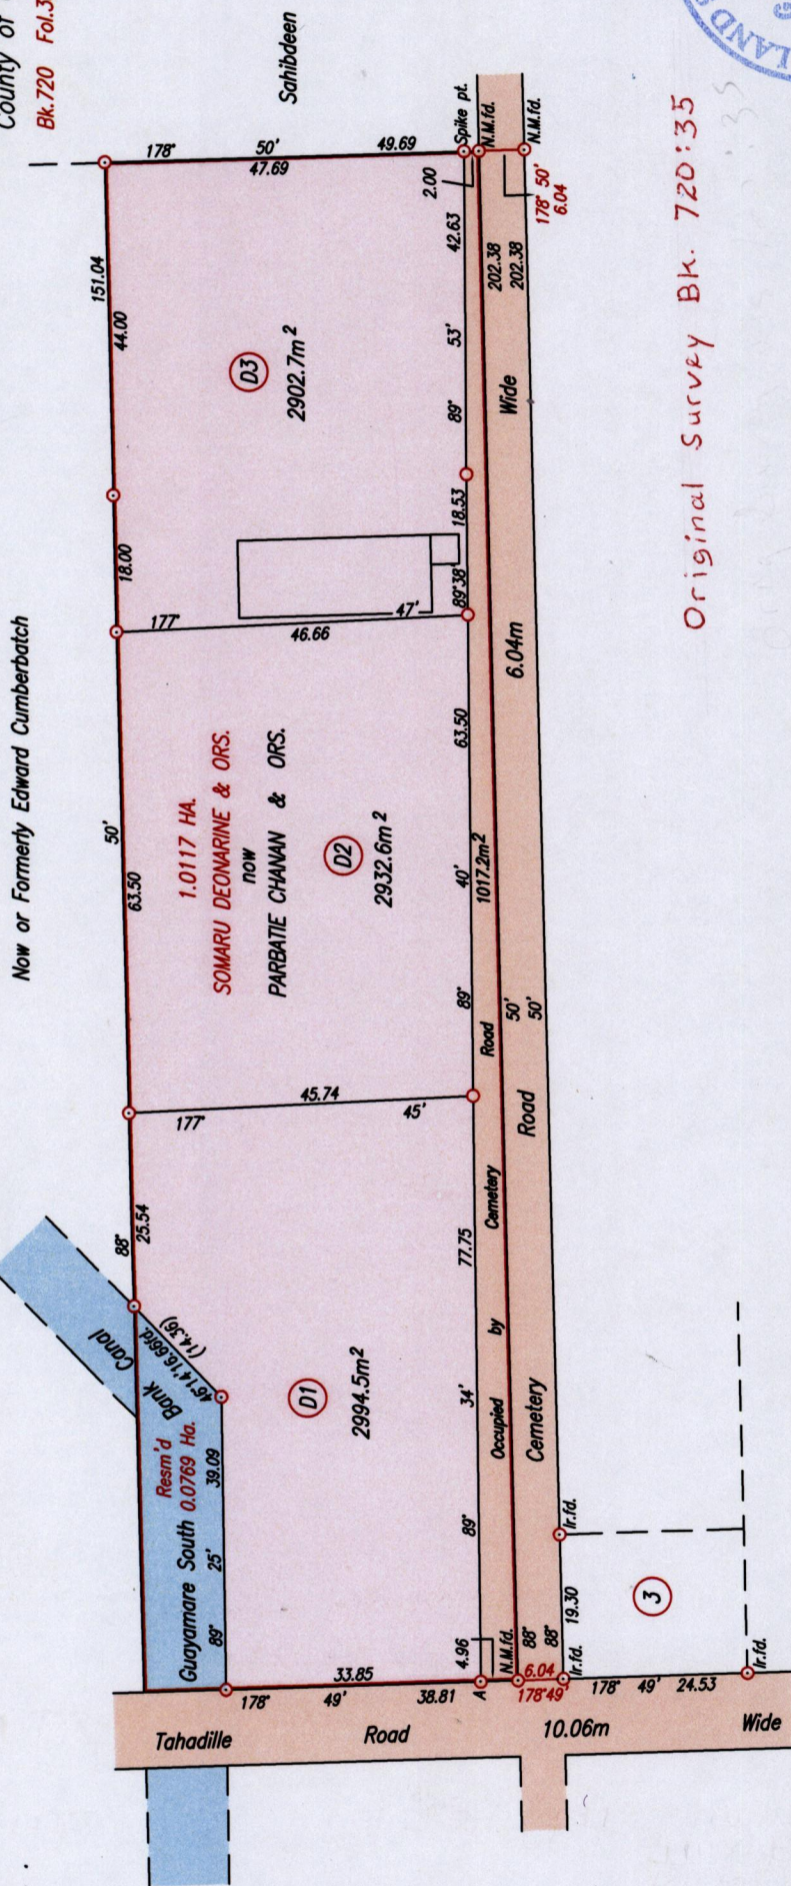 County of
Bk.720 Fol.3
Now or Formerly Edward Cumberbatch
Sahibdeen
88° 50' 151.04
25.54
63.50
18.00
44.00
178° 50' 49.69
47.69
Spike pt.
N.M.fd.
N.M.fd.
2.00
178° 50'
6.04
Canal
Bank
Resm'd
Guayamare South 0.0769 Ha.
89° 25' 39.09
46°14' 16.66fd.
(14.36)
1.0117 HA.
SOMARU DEONARINE & ORS.
now
PARBATIE CHANAN & ORS.
D1
2994.5m²
D2
2932.6m²
D3
2902.7m²
177° 45'
45.74
177° 47'
46.66
89° 34' 77.75
89° 40' 63.50
89°38' 18.53
89° 53' 42.63
Occupied by Cemetery Road 1017.2m²
88° 50' 202.38
88° 50' 202.38
Cemetery Road 6.04m Wide
33.85
178° 49' 38.81
4.96
A
N.M.fd.
6.04
178°49'
Ir.fd.
19.30
Ir.fd.
3
178° 49' 24.53
Ir.fd.
Tahadille Road 10.06m Wide
Original Survey Bk. 720:35
LAND